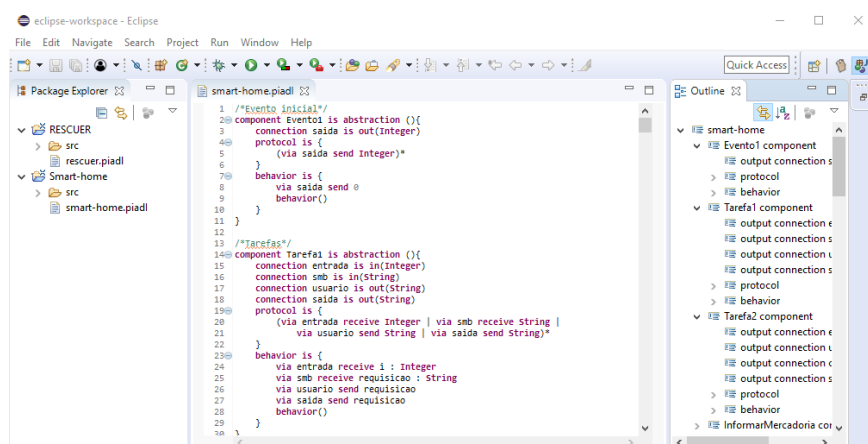 eclipse-workspace - Eclipse
File Edit Navigate Search Project Run Window Help
Quick Access
Package Explorer
RESCUER
src
rescuer.piadl
Smart-home
src
smart-home.piadl
smart-home.piadl
1 /*Evento inicial*/
2 component Evento1 is abstraction (){
3 connection saida is out(Integer)
4 protocol is {
5 (via saida send Integer)*
6 }
7 behavior is {
8 via saida send 0
9 behavior()
10 }
11 }
12
13 /*Tarefas*/
14 component Tarefa1 is abstraction (){
15 connection entrada is in(Integer)
16 connection smb is in(String)
17 connection usuario is out(String)
18 connection saida is out(String)
19 protocol is {
20 (via entrada receive Integer | via smb receive String |
21 via usuario send String | via saida send String)*
22 }
23 behavior is {
24 via entrada receive i : Integer
25 via smb receive requisicao : String
26 via usuario send requisicao
27 via saida send requisicao
28 behavior()
29 }
30 }
Outline
smart-home
Evento1 component
output connection s
protocol
behavior
Tarefa1 component
output connection e
output connection s
output connection u
output connection s
protocol
behavior
Tarefa2 component
output connection e
output connection u
output connection c
output connection s
protocol
behavior
InformarMercadoria cor